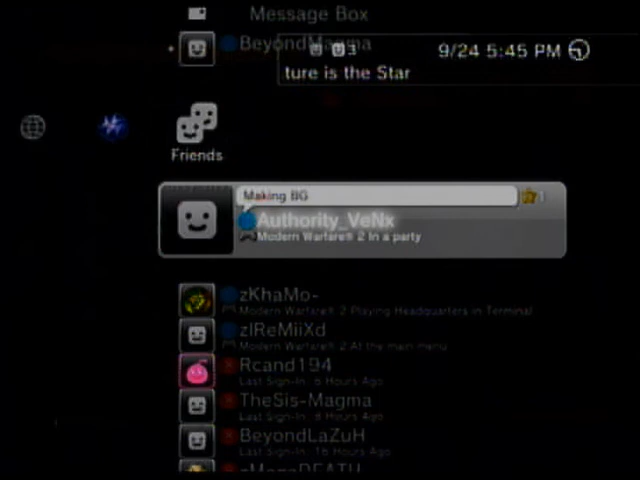 Message Box
BeyondMagma
3
9/24 5:45 PM
ture is the Star
Friends
Making BG
1
Authority_VeNx
Modern Warfare® 2 In a party
zKhaMo-
Modern Warfare® 2 Playing Headquarters in Terminal
zIReMiiXd
Modern Warfare® 2 At the main menu
Rcand194
Last Sign-In: 6 Hours Ago
TheSis-Magma
Last Sign-In: 8 Hours Ago
BeyondLaZuH
Last Sign-In: 16 Hours Ago